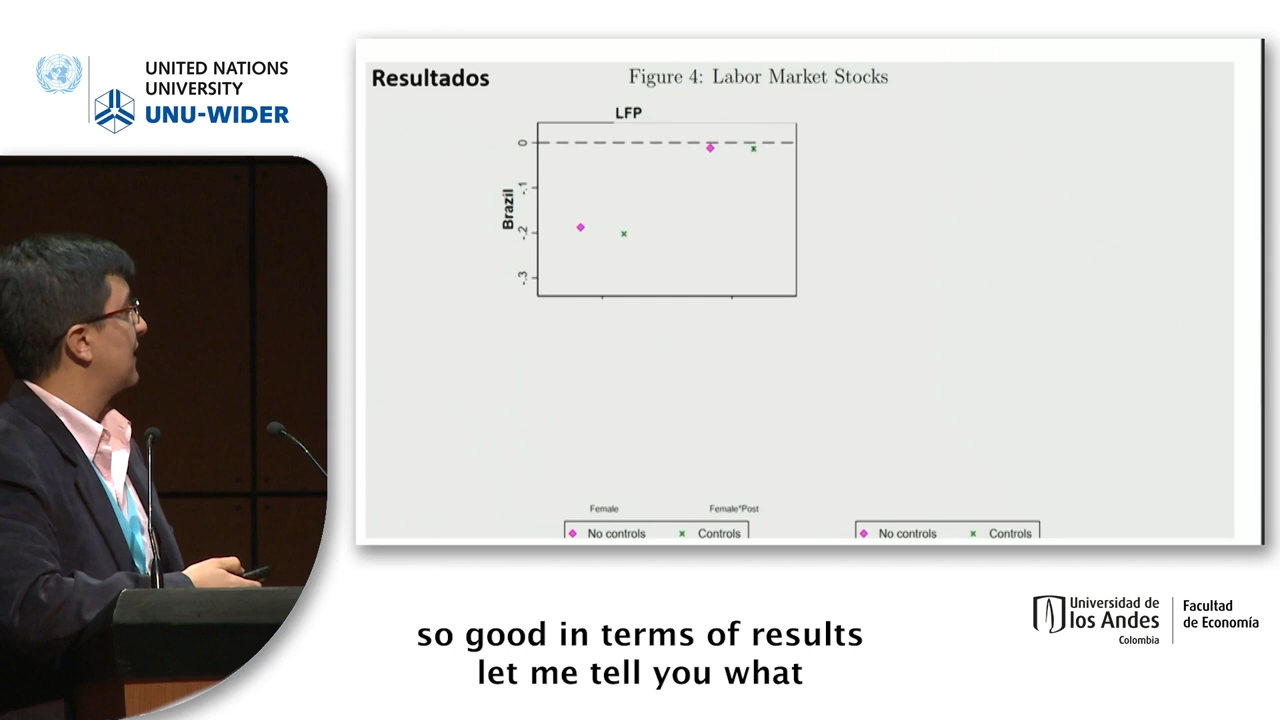 UNITED NATIONS
UNIVERSITY
UNU-WIDER
Resultados
Figure 4: Labor Market Stocks
LFP
Brazil
0
-.1
-.2
-.3
Female
Female*Post
No controls
Controls
No controls
Controls
so good in terms of results
let me tell you what
Universidad de
los Andes
Colombia
Facultad
de Economía